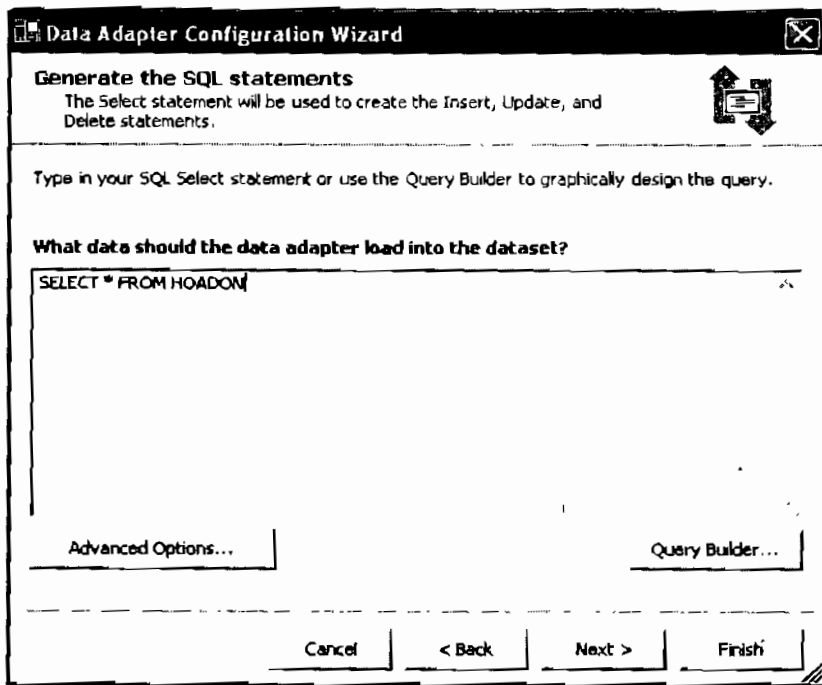 Data Adapter Configuration Wizard
Generate the SQL statements
The Select statement will be used to create the Insert, Update, and
Delete statements.
Type in your SQL Select statement or use the Query Builder to graphically design the query.
What data should the data adapter load into the dataset?
SELECT * FROM HOADON
Advanced Options...
Query Builder...
Cancel
< Back
Next >
Finish